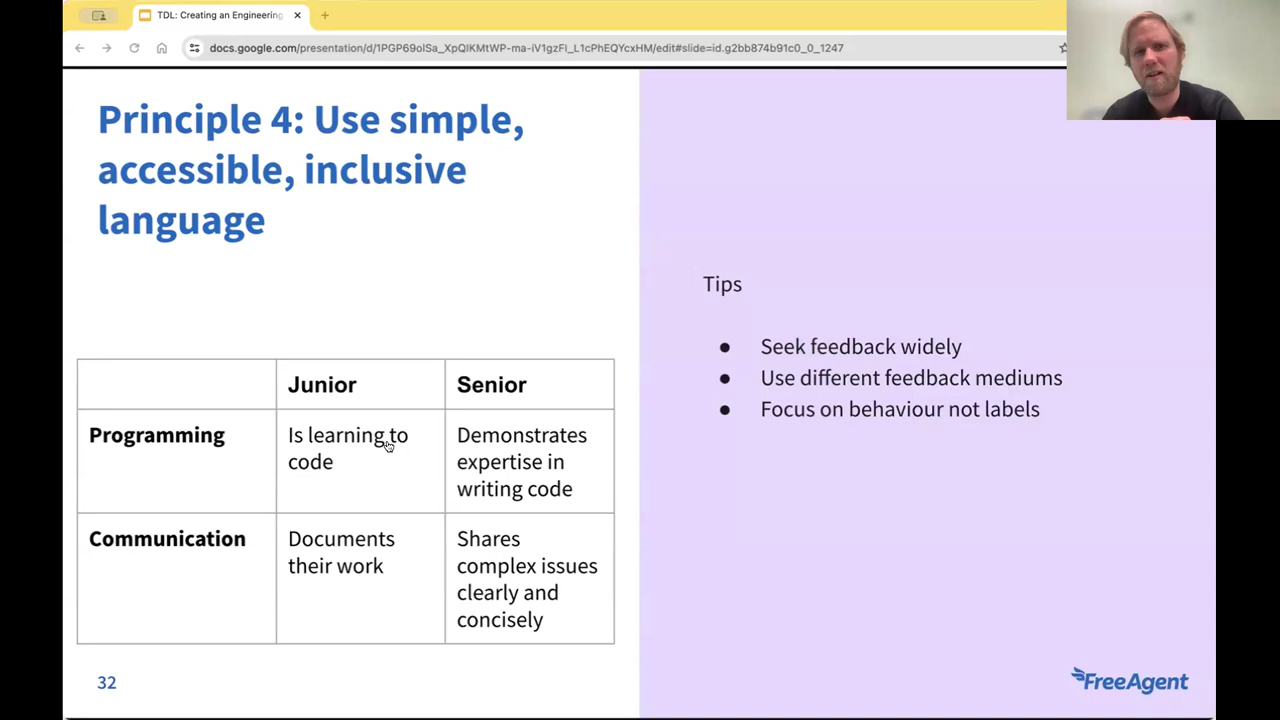 TDL: Creating an Engineering
docs.google.com/presentation/d/1PGP69olSa_XpQlKMtWP-ma-iV1gzFl_L1cPhEQYcxHM/edit#slide=id.g2bb874b91c0_0_1247
Principle 4: Use simple,
accessible, inclusive
language
Junior
Senior
Programming
Is learning to
code
Demonstrates
expertise in
writing code
Communication
Documents
their work
Shares
complex issues
clearly and
concisely
32
Tips
● Seek feedback widely
● Use different feedback mediums
● Focus on behaviour not labels
FreeAgent